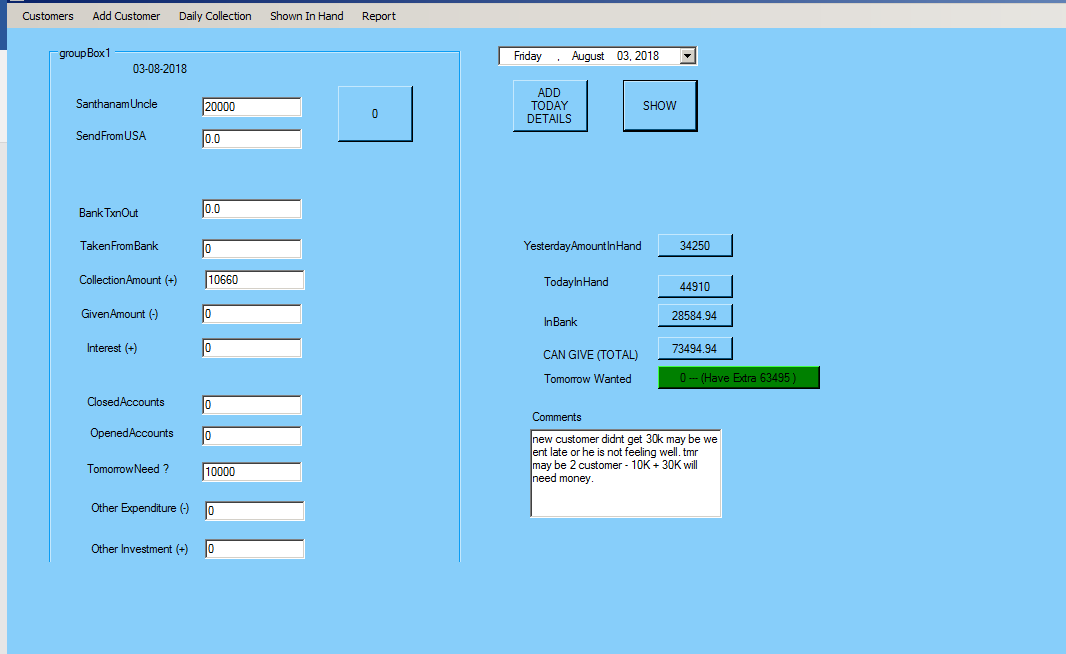 Customers Add Customer Daily Collection Shown In Hand Report
groupBox1
03-08-2018
SanthanamUncle 20000
0
SendFromUSA 0.0
BankTxnOut 0.0
TakenFromBank 0
CollectionAmount (+) 10660
GivenAmount (-) 0
Interest (+) 0
ClosedAccounts 0
OpenedAccounts 0
TomorrowNeed ? 10000
Other Expenditure (-) 0
Other Investment (+) 0
Friday , August 03, 2018
ADD
TODAY
DETAILS
SHOW
YesterdayAmountInHand 34250
TodayInHand 44910
InBank 28584.94
CAN GIVE (TOTAL) 73494.94
Tomorrow Wanted 0 --- (Have Extra 63495 )
Comments
new customer didnt get 30k may be we
ent late or he is not feeling well. tmr
may be 2 customer - 10K + 30K will
need money.